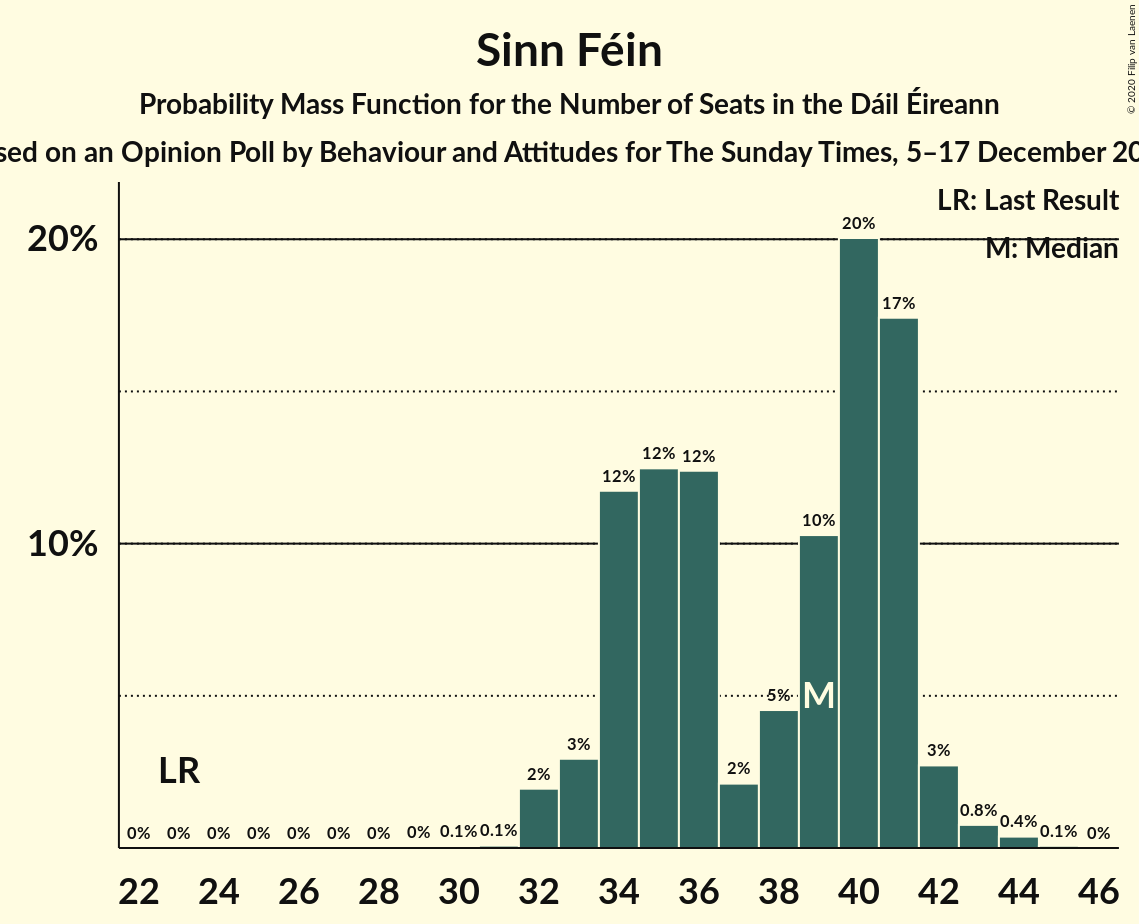 Sinn Féin
Probability Mass Function for the Number of Seats in the Dáil Éireann
sed on an Opinion Poll by Behaviour and Attitudes for The Sunday Times, 5–17 December 20
© 2020 Filip van Laenen
LR: Last Result
M: Median
20%
10%
LR
M
0% 0% 0% 0% 0% 0% 0% 0% 0.1% 0.1% 2% 3% 12% 12% 12% 2% 5% 10% 20% 17% 3% 0.8% 0.4% 0.1% 0%
22 24 26 28 30 32 34 36 38 40 42 44 46